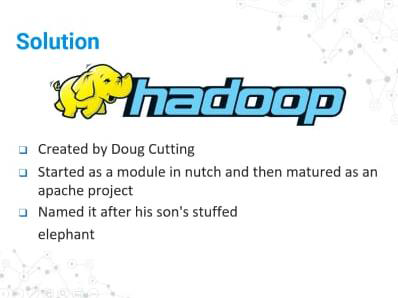 Solution
hadoop
Created by Doug Cutting
Started as a module in nutch and then matured as an
apache project
Named it after his son's stuffed
elephant